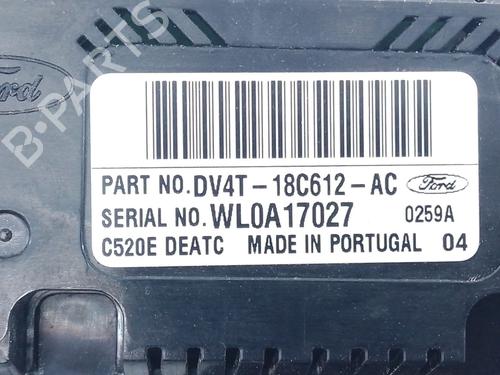 Ford
B-PARTS
PART NO. DV4T-18C612-AC Ford
SERIAL NO. WL0A17027 0259A
C520E DEATC MADE IN PORTUGAL 04